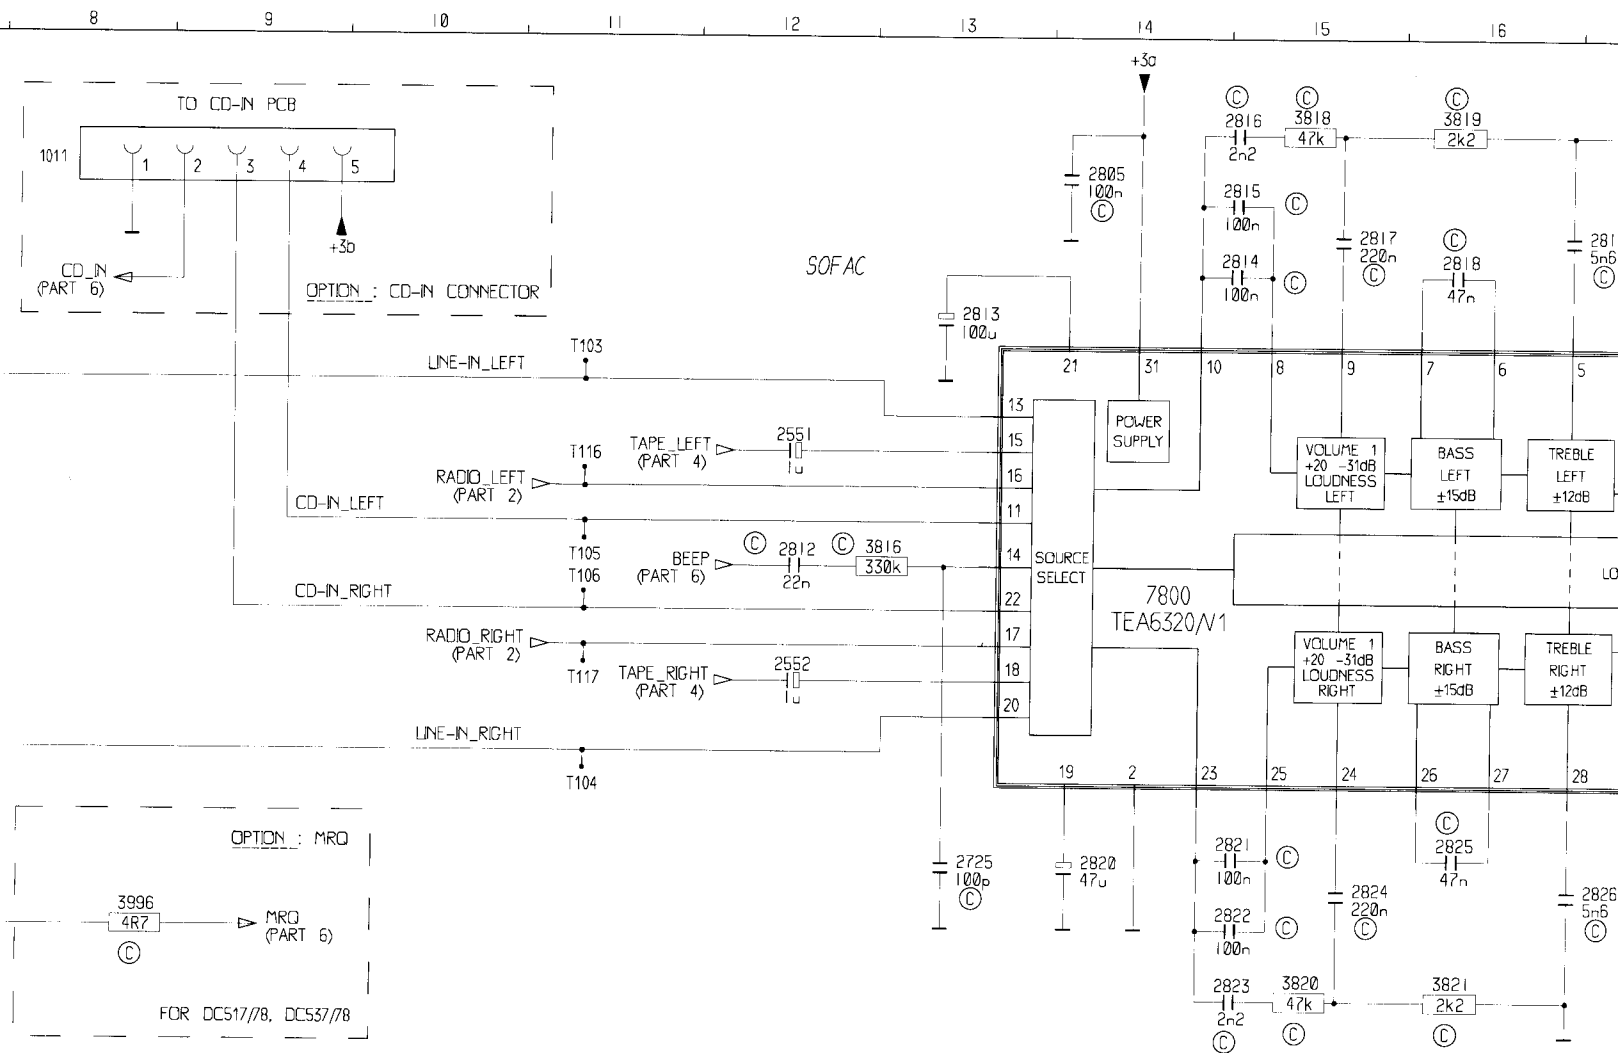 8 9 10 11 12 13 14 15 16
+3a
TO CD-IN PCB
1011
1 2 3 4 5
+3b
CD_IN
(PART 6)
OPTION : CD-IN CONNECTOR
SOFAC
C
2805
100n
C
C
2816
2n2
C
3818
47k
C
3819
2k2
2815
100n
C
2814
100n
C
2817
220n
C
C
2818
47n
281
5n6
C
2813
100u
LINE-IN_LEFT
T103
21 31 10 8 9 7 6 5
13
15
16
11
14
22
17
18
20
POWER
SUPPLY
TAPE_LEFT
(PART 4)
2551
1u
T116
RADIO_LEFT
(PART 2)
CD-IN_LEFT
T105
T106
BEEP
(PART 6)
C
2812
22n
C
3816
330k
SOURCE
SELECT
7800
TEA6320/V1
VOLUME 1
+20 -31dB
LOUDNESS
LEFT
BASS
LEFT
±15dB
TREBLE
LEFT
±12dB
LO
CD-IN_RIGHT
RADIO_RIGHT
(PART 2)
T117
TAPE_RIGHT
(PART 4)
2552
1u
VOLUME 1
+20 -31dB
LOUDNESS
RIGHT
BASS
RIGHT
±15dB
TREBLE
RIGHT
±12dB
LINE-IN_RIGHT
T104
19 2 23 25 24 26 27 28
OPTION : MRQ
3996
4R7
C
MRQ
(PART 6)
FOR DC517/78, DC537/78
2725
100p
C
2820
47u
2821
100n
C
2822
100n
C
2823
2n2
C
3820
47k
C
2824
220n
C
C
2825
47n
3821
2k2
C
2826
5n6
C